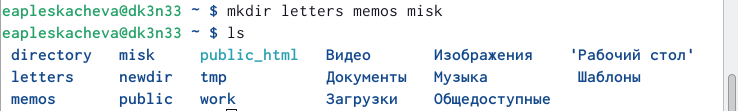 eapleskacheva@dk3n33 ~ $ mkdir letters memos misk
eapleskacheva@dk3n33 ~ $ ls
directory misk public_html Видео Изображения 'Рабочий стол'
letters newdir tmp Документы Музыка Шаблоны
memos public work Загрузки Общедоступные